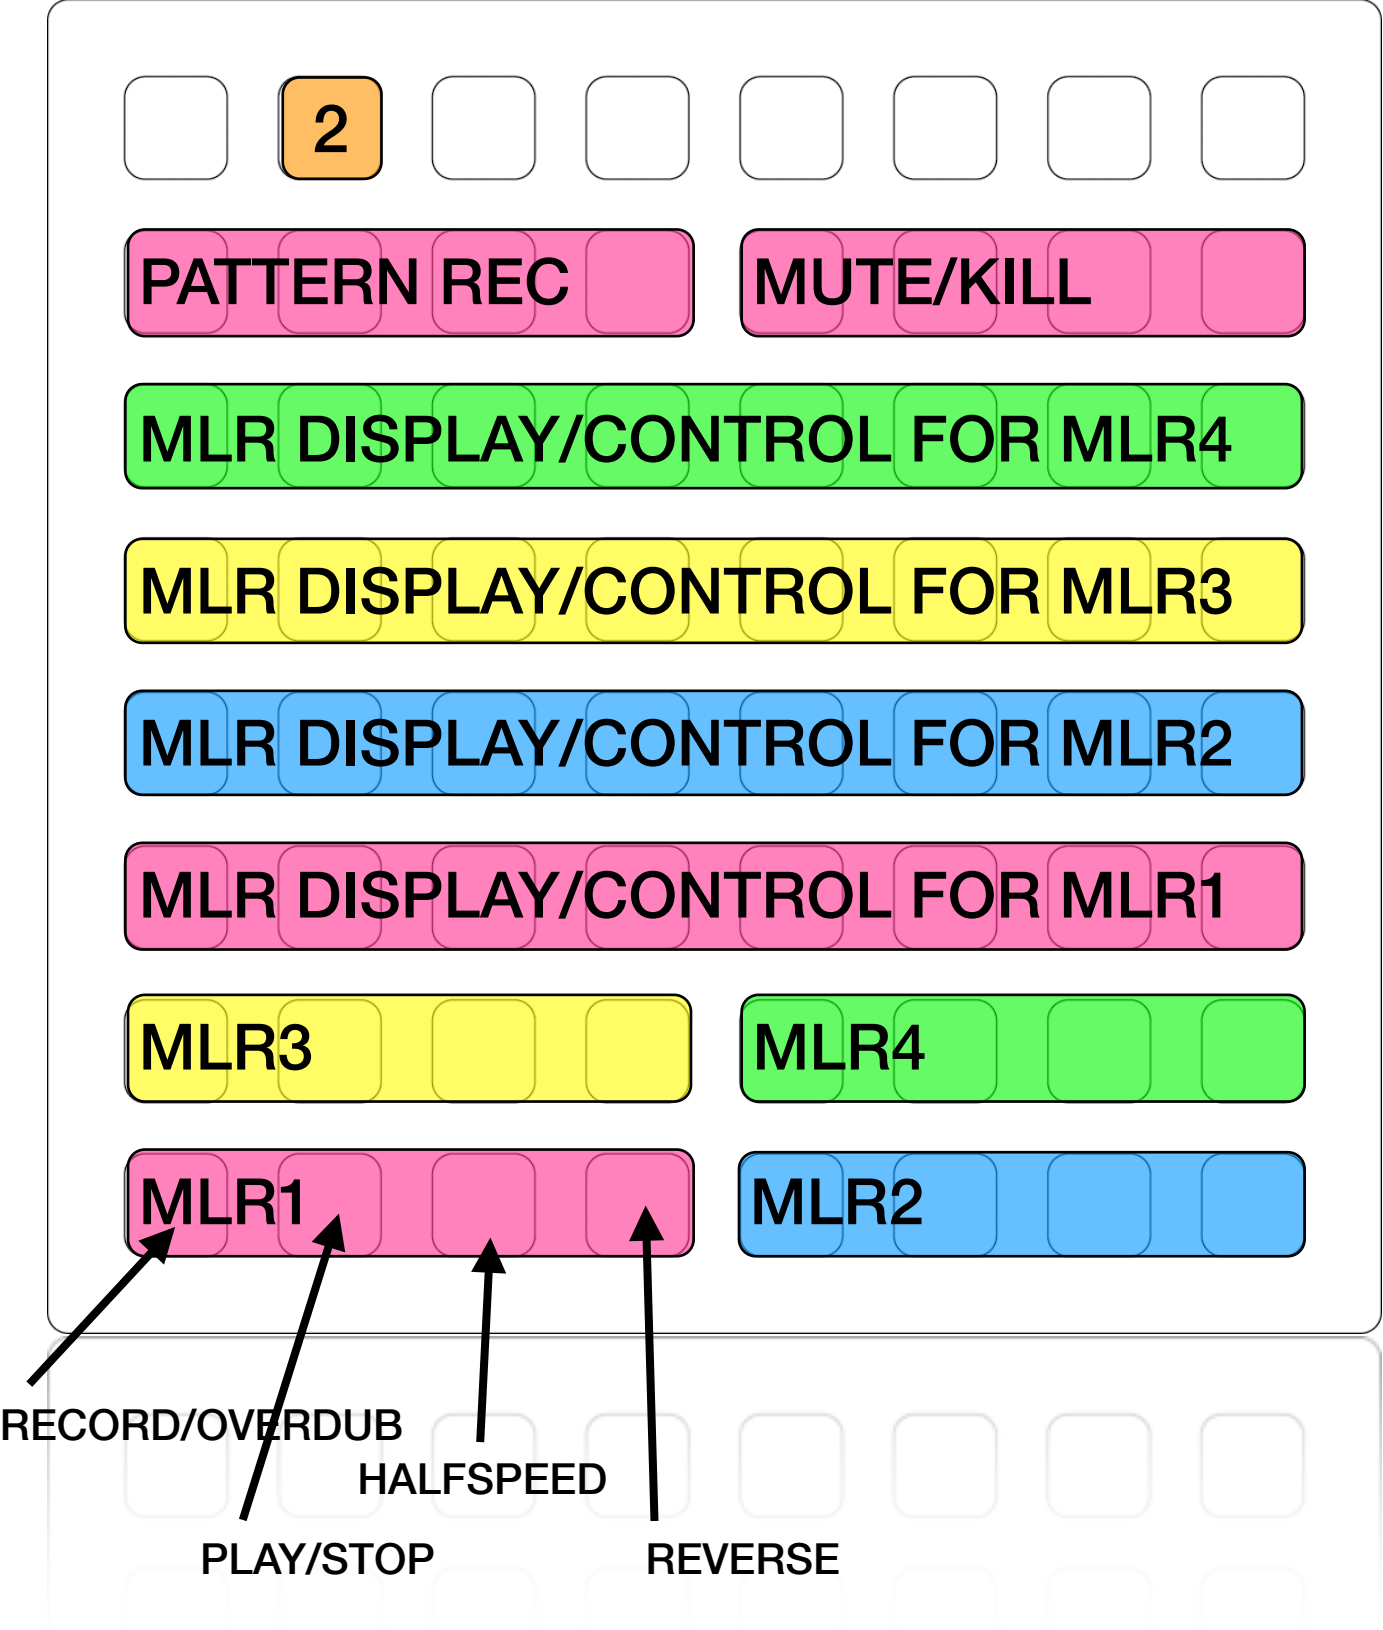 2
PATTERN REC
MUTE/KILL
MLR DISPLAY/CONTROL FOR MLR4
MLR DISPLAY/CONTROL FOR MLR3
MLR DISPLAY/CONTROL FOR MLR2
MLR DISPLAY/CONTROL FOR MLR1
MLR3
MLR4
MLR1
MLR2
RECORD/OVERDUB
HALFSPEED
PLAY/STOP
REVERSE